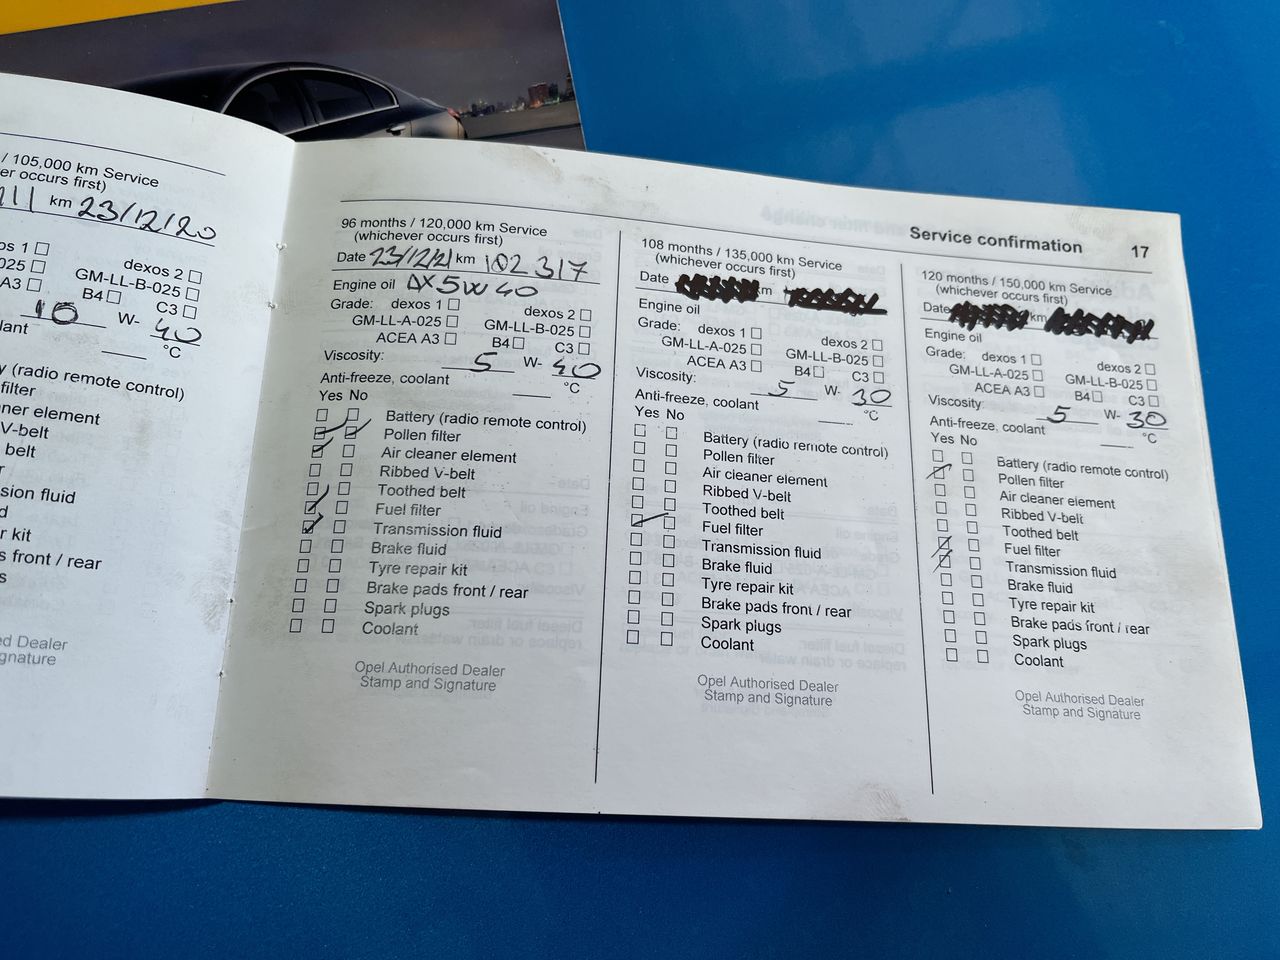 / 105,000 km Service
er occurs first)
km 23/12/20
os 1
dexos 2
025
GM-LL-B-025
A3
B4
C3
10 W- 40
lant
°C
y (radio remote control)
filter
ner element
V-belt
belt
sion fluid
d
r kit
s front / rear
s
ed Dealer
gnature
Service confirmation 17
96 months / 120,000 km Service
(whichever occurs first)
Date 23/12/21 km 102 317
Engine oil 5W 40
Grade: dexos 1 dexos 2
GM-LL-A-025 GM-LL-B-025
ACEA A3 B4 C3
Viscosity: 5 W- 40
Anti-freeze, coolant °C
Yes No
Battery (radio remote control)
Pollen filter
Air cleaner element
Ribbed V-belt
Toothed belt
Fuel filter
Transmission fluid
Brake fluid
Tyre repair kit
Brake pads front / rear
Spark plugs
Coolant
Opel Authorised Dealer
Stamp and Signature
108 months / 135,000 km Service
(whichever occurs first)
Date
Engine oil
Grade: dexos 1 dexos 2
GM-LL-A-025 GM-LL-B-025
ACEA A3 B4 C3
Viscosity: 5 W- 30
Anti-freeze, coolant °C
Yes No
Battery (radio remote control)
Pollen filter
Air cleaner element
Ribbed V-belt
Toothed belt
Fuel filter
Transmission fluid
Brake fluid
Tyre repair kit
Brake pads front / rear
Spark plugs
Coolant
Opel Authorised Dealer
Stamp and Signature
120 months / 150,000 km Service
(whichever occurs first)
Date km
Engine oil
Grade: dexos 1 dexos 2
GM-LL-A-025 GM-LL-B-025
ACEA A3 B4 C3
Viscosity: 5 W- 30
Anti-freeze, coolant °C
Yes No
Battery (radio remote control)
Pollen filter
Air cleaner element
Ribbed V-belt
Toothed belt
Fuel filter
Transmission fluid
Brake fluid
Tyre repair kit
Brake pads front / rear
Spark plugs
Coolant
Opel Authorised Dealer
Stamp and Signature